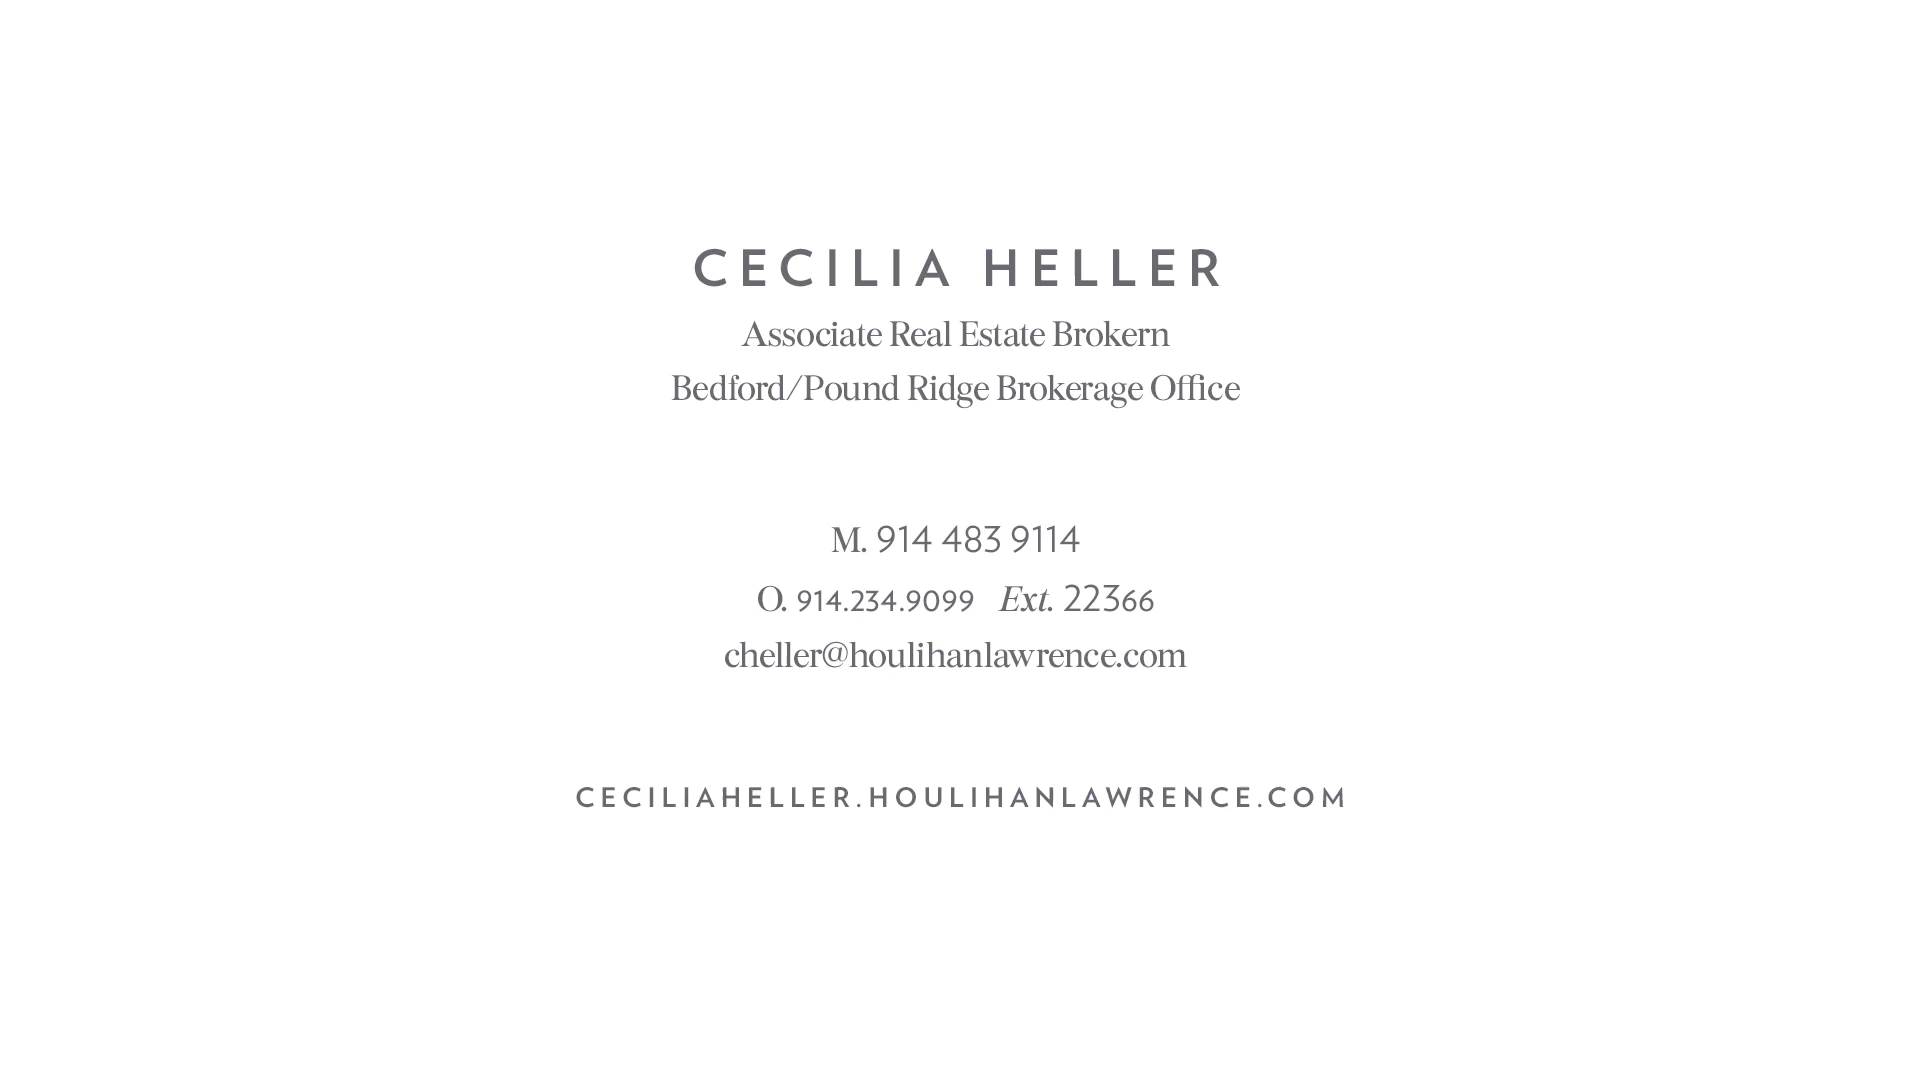 CECILIA HELLER
Associate Real Estate Brokern
Bedford/Pound Ridge Brokerage Office
M. 914 483 9114
O. 914.234.9099 Ext. 22366
cheller@houlihanlawrence.com
CECILIAHELLER.HOULIHANLAWRENCE.COM